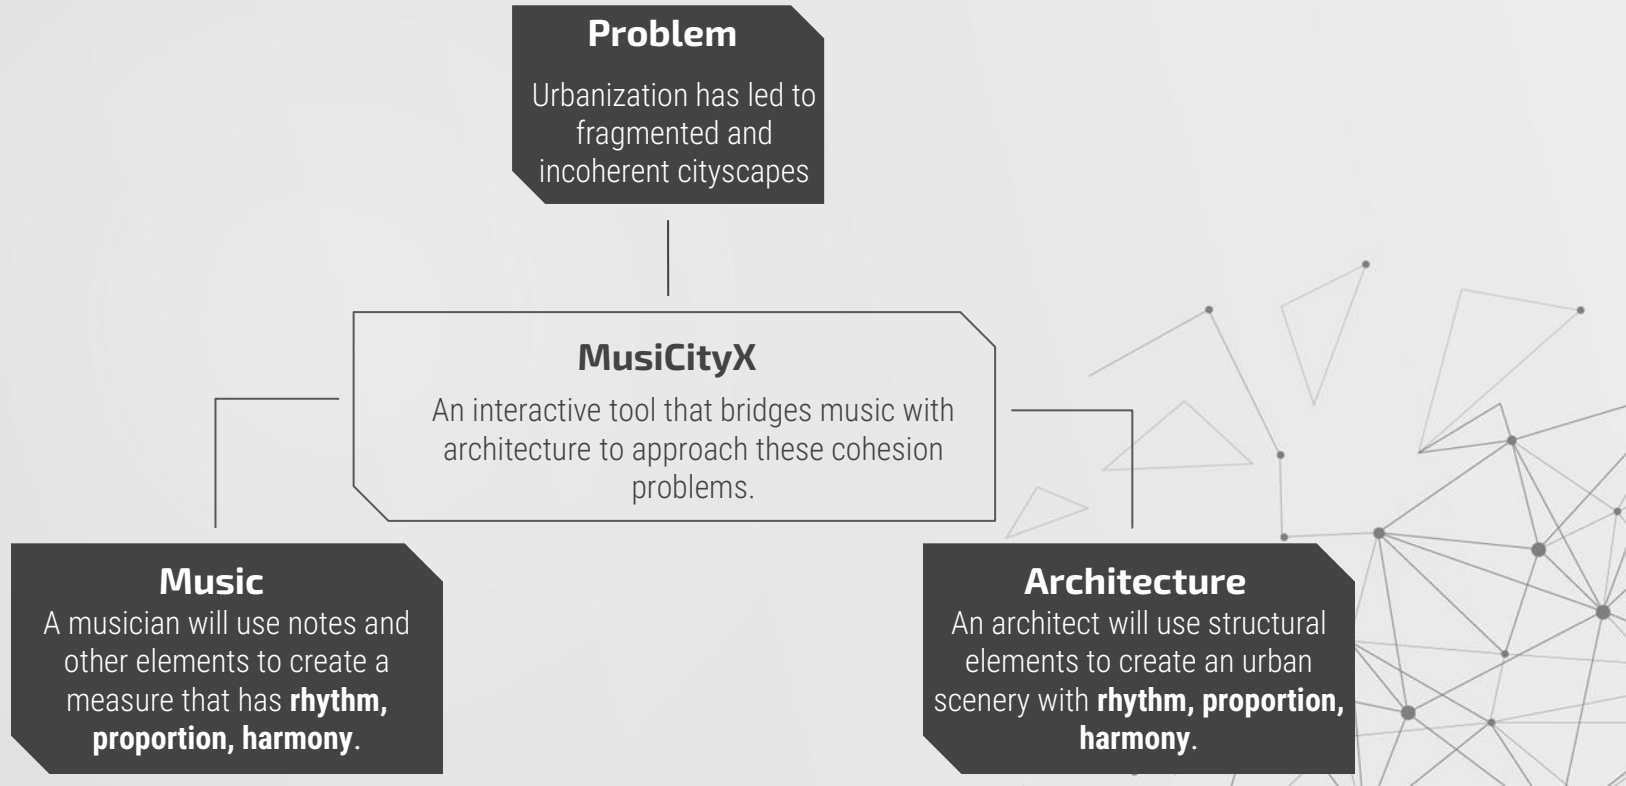 Problem
Urbanization has led to
fragmented and
incoherent cityscapes
MusiCityX
An interactive tool that bridges music with
architecture to approach these cohesion
problems.
Music
A musician will use notes and
other elements to create a
measure that has rhythm,
proportion, harmony.
Architecture
An architect will use structural
elements to create an urban
scenery with rhythm, proportion,
harmony.